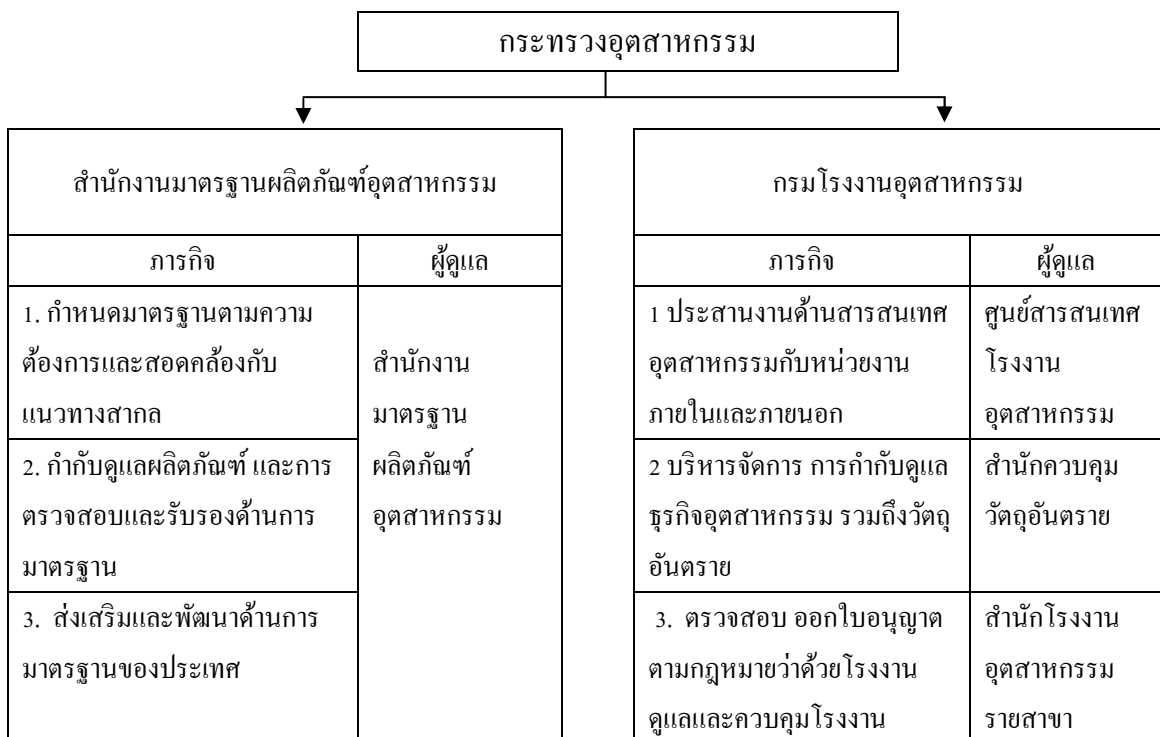 กระทรวงอุตสาหกรรม
สำนักงานมาตรฐานผลิตภัณฑ์อุตสาหกรรม
ภารกิจ
ผู้ดูแล
1. กำหนดมาตรฐานตามความ
ต้องการและสอดคล้องกับ
แนวทางสากล
2. กำกับดูแลผลิตภัณฑ์ และการ
ตรวจสอบและรับรองด้านการ
มาตรฐาน
3. ส่งเสริมและพัฒนาด้านการ
มาตรฐานของประเทศ
สำนักงาน
มาตรฐาน
ผลิตภัณฑ์
อุตสาหกรรม
กรมโรงงานอุตสาหกรรม
ภารกิจ
ผู้ดูแล
1 ประสานงานด้านสารสนเทศ
อุตสาหกรรมกับหน่วยงาน
ภายในและภายนอก
ศูนย์สารสนเทศ
โรงงาน
อุตสาหกรรม
2 บริหารจัดการ การกำกับดูแล
ธุรกิจอุตสาหกรรม รวมถึงวัตถุ
อันตราย
สำนักควบคุม
วัตถุอันตราย
3. ตรวจสอบ ออกใบอนุญาต
ตามกฎหมายว่าด้วยโรงงาน
ดูแลและควบคุมโรงงาน
สำนักโรงงาน
อุตสาหกรรม
รายสาขา